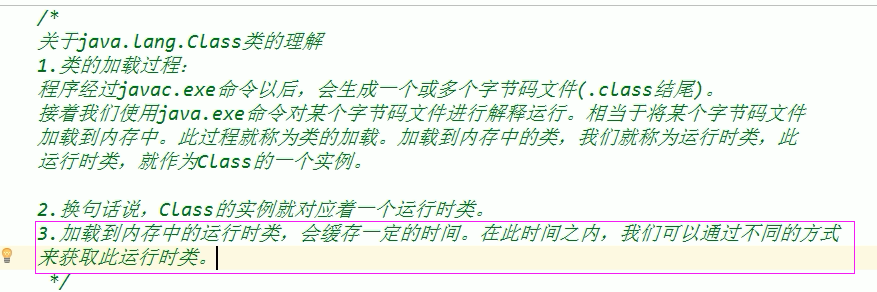 /*
关于java.lang.Class类的理解
1.类的加载过程：
程序经过javac.exe命令以后，会生成一个或多个字节码文件(.class结尾)。
接着我们使用java.exe命令对某个字节码文件进行解释运行。相当于将某个字节码文件
加载到内存中。此过程就称为类的加载。加载到内存中的类，我们就称为运行时类，此
运行时类，就作为Class的一个实例。
2.换句话说，Class的实例就对应着一个运行时类。
3.加载到内存中的运行时类，会缓存一定的时间。在此时间之内，我们可以通过不同的方式
来获取此运行时类。
*/